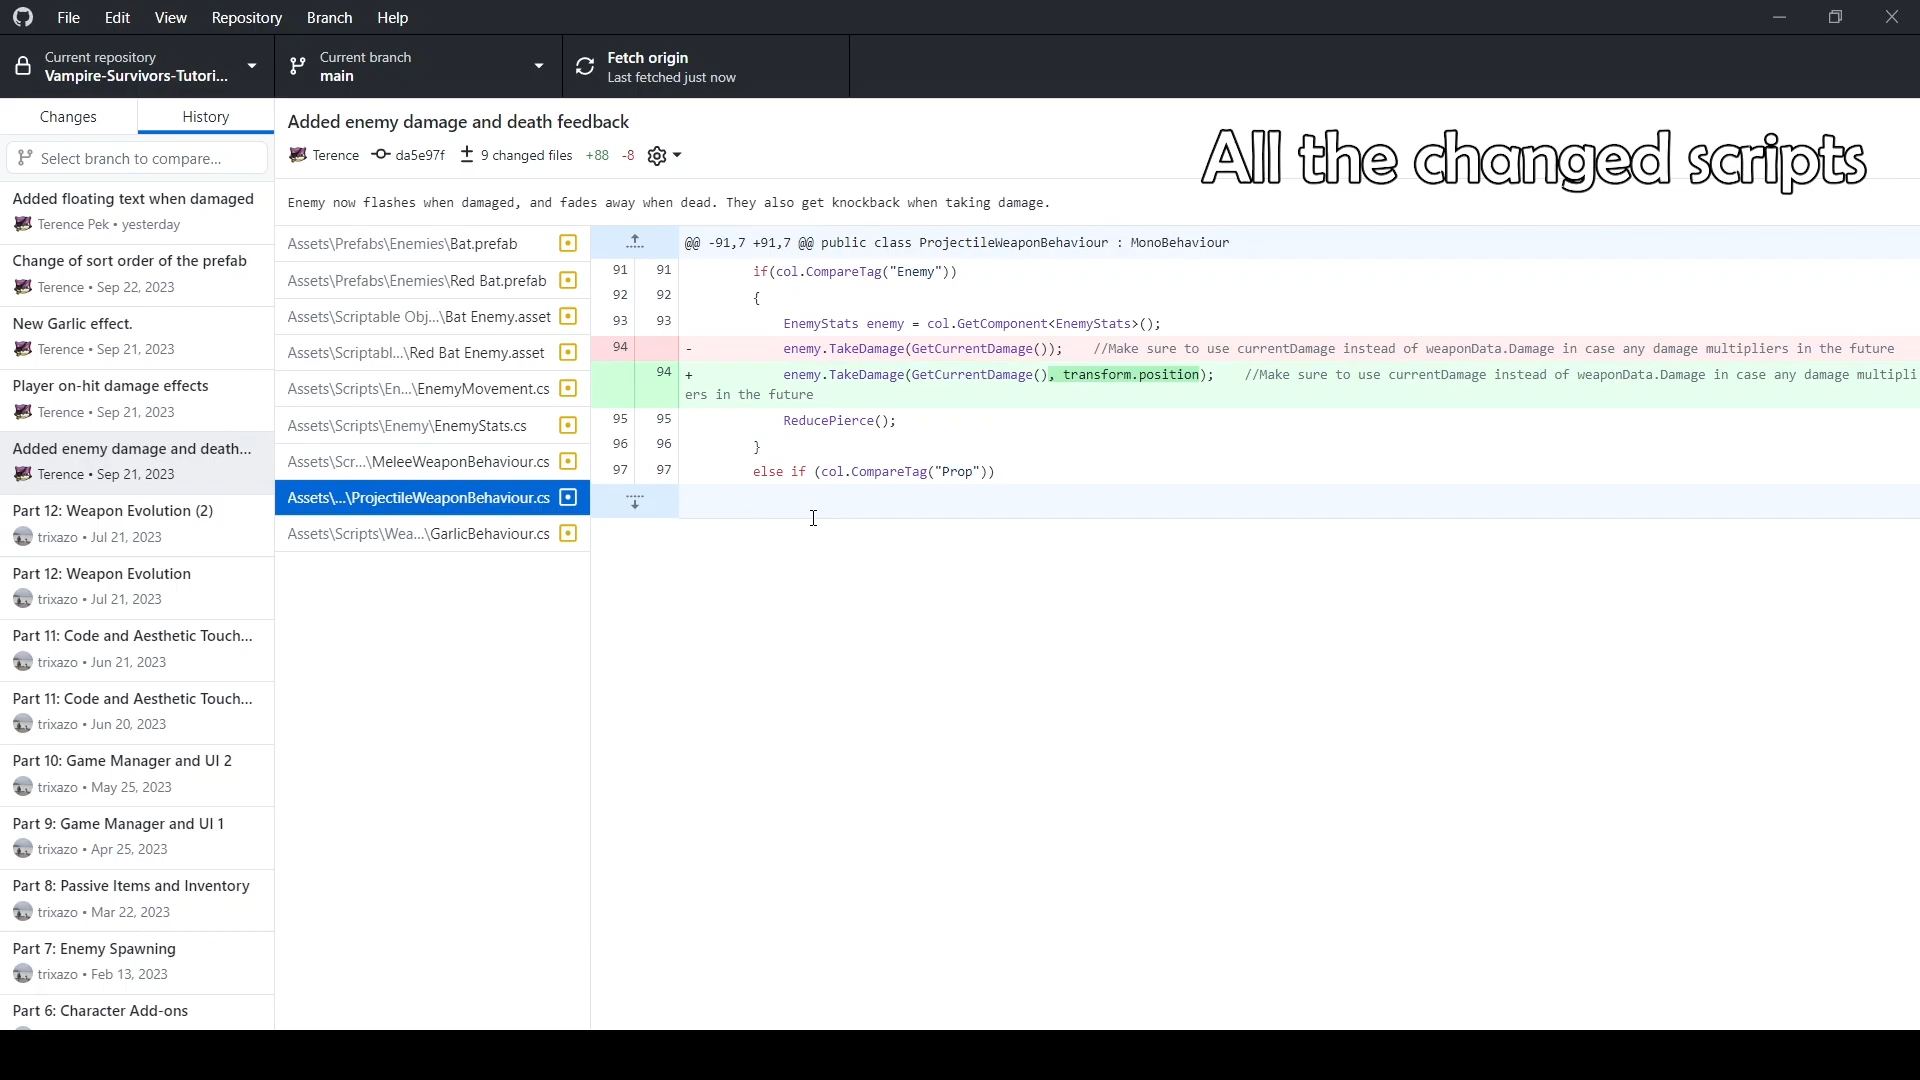 File Edit View Repository Branch Help
Current repository
Vampire-Survivors-Tutori...
Current branch
main
Fetch origin
Last fetched just now
Changes History
Select branch to compare...
Added floating text when damaged
Terence Pek • yesterday
Change of sort order of the prefab
Terence • Sep 22, 2023
New Garlic effect.
Terence • Sep 21, 2023
Player on-hit damage effects
Terence • Sep 21, 2023
Added enemy damage and death...
Terence • Sep 21, 2023
Part 12: Weapon Evolution (2)
trixazo • Jul 21, 2023
Part 12: Weapon Evolution
trixazo • Jul 21, 2023
Part 11: Code and Aesthetic Touch...
trixazo • Jun 21, 2023
Part 11: Code and Aesthetic Touch...
trixazo • Jun 20, 2023
Part 10: Game Manager and UI 2
trixazo • May 25, 2023
Part 9: Game Manager and UI 1
trixazo • Apr 25, 2023
Part 8: Passive Items and Inventory
trixazo • Mar 22, 2023
Part 7: Enemy Spawning
trixazo • Feb 13, 2023
Part 6: Character Add-ons
Added enemy damage and death feedback
Terence da5e97f 9 changed files +88 -8
All the changed scripts
Enemy now flashes when damaged, and fades away when dead. They also get knockback when taking damage.
Assets\Prefabs\Enemies\Bat.prefab
Assets\Prefabs\Enemies\Red Bat.prefab
Assets\Scriptable Obj...\Bat Enemy.asset
Assets\Scriptabl...\Red Bat Enemy.asset
Assets\Scripts\En...\EnemyMovement.cs
Assets\Scripts\Enemy\EnemyStats.cs
Assets\Scr...\MeleeWeaponBehaviour.cs
Assets\...\ProjectileWeaponBehaviour.cs
Assets\Scripts\Wea...\GarlicBehaviour.cs
@@ -91,7 +91,7 @@ public class ProjectileWeaponBehaviour : MonoBehaviour
91 91 if(col.CompareTag("Enemy"))
92 92 {
93 93 EnemyStats enemy = col.GetComponent<EnemyStats>();
94 - enemy.TakeDamage(GetCurrentDamage()); //Make sure to use currentDamage instead of weaponData.Damage in case any damage multipliers in the future
94 + enemy.TakeDamage(GetCurrentDamage(), transform.position); //Make sure to use currentDamage instead of weaponData.Damage in case any damage multipli
ers in the future
95 95 ReducePierce();
96 96 }
97 97 else if (col.CompareTag("Prop"))